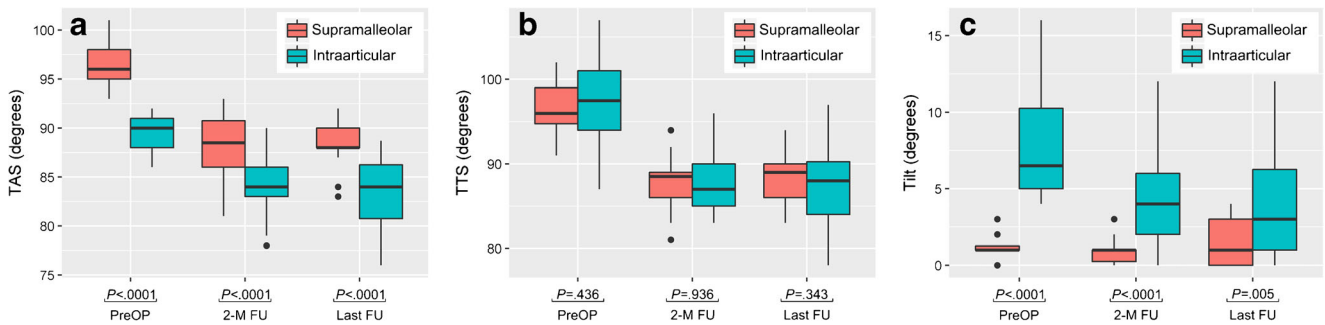 a
Supramalleolar
Intraarticular
TAS (degrees)
100
95
90
85
80
75
P<.0001
P<.0001
P<.0001
PreOP
2-M FU
Last FU
b
Supramalleolar
Intraarticular
TTS (degrees)
100
90
80
P=.436
P=.936
P=.343
PreOP
2-M FU
Last FU
c
Supramalleolar
Intraarticular
Tilt (degrees)
15
10
5
0
P<.0001
P<.0001
P=.005
PreOP
2-M FU
Last FU